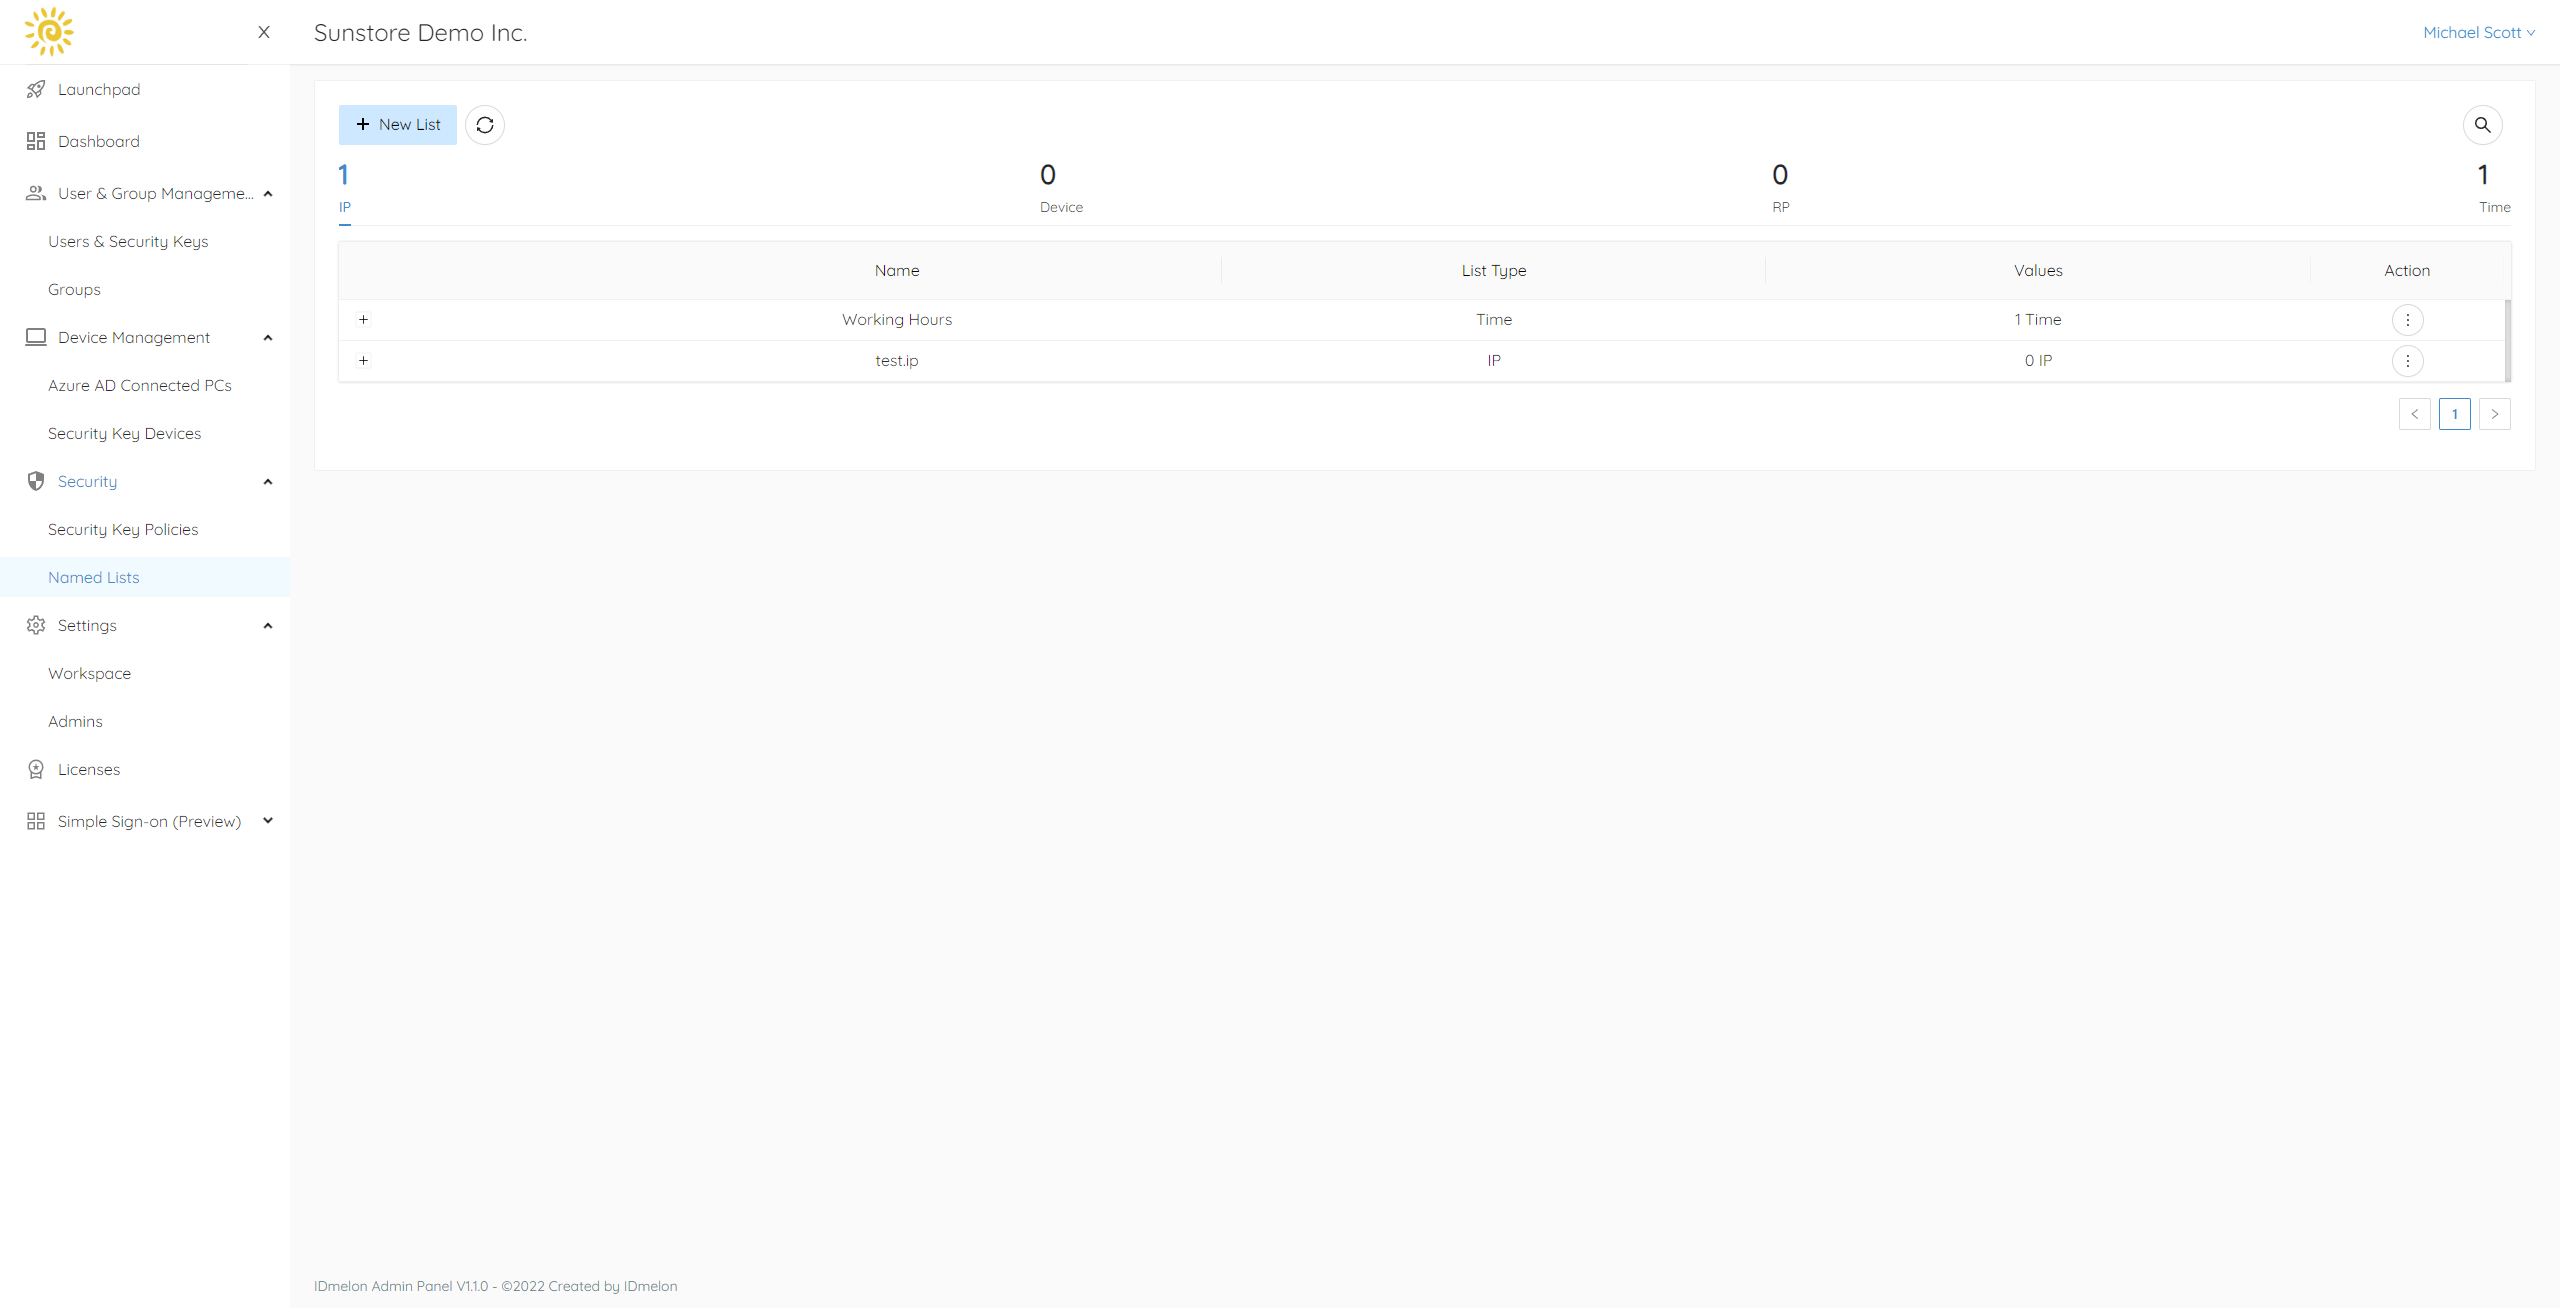 Sunstore Demo Inc.
Michael Scott
Launchpad
Dashboard
User & Group Manageme...
Users & Security Keys
Groups
Device Management
Azure AD Connected PCs
Security Key Devices
Security
Security Key Policies
Named Lists
Settings
Workspace
Admins
Licenses
Simple Sign-on (Preview)
New List
1 0 0 1
IP Device RP Time
Name List Type Values Action
Working Hours Time 1 Time
test.ip IP 0 IP
< 1 >
IDmelon Admin Panel V1.1.0 - ©2022 Created by IDmelon